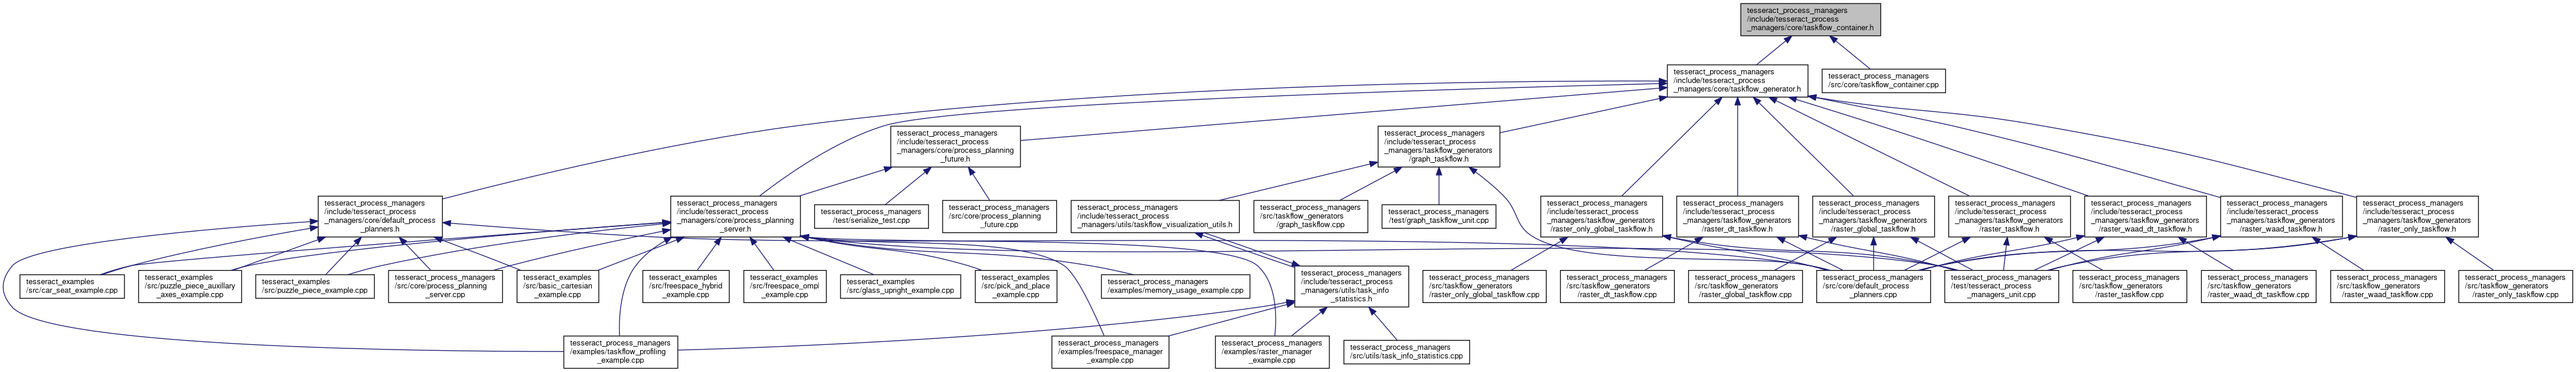 tesseract_process_managers
/include/tesseract_process
_managers/core/taskflow_container.h
tesseract_process_managers
/include/tesseract_process
_managers/core/taskflow_generator.h
tesseract_process_managers
/src/core/taskflow_container.cpp
tesseract_process_managers
/include/tesseract_process
_managers/core/process_planning
_future.h
tesseract_process_managers
/include/tesseract_process
_managers/taskflow_generators
/graph_taskflow.h
tesseract_process_managers
/include/tesseract_process
_managers/core/default_process
_planners.h
tesseract_process_managers
/include/tesseract_process
_managers/core/process_planning
_server.h
tesseract_process_managers
/test/serialize_test.cpp
tesseract_process_managers
/src/core/process_planning
_future.cpp
tesseract_process_managers
/include/tesseract_process
_managers/utils/taskflow_visualization_utils.h
tesseract_process_managers
/src/taskflow_generators
/graph_taskflow.cpp
tesseract_process_managers
/test/graph_taskflow_unit.cpp
tesseract_process_managers
/include/tesseract_process
_managers/taskflow_generators
/raster_only_global_taskflow.h
tesseract_process_managers
/include/tesseract_process
_managers/taskflow_generators
/raster_dt_taskflow.h
tesseract_process_managers
/include/tesseract_process
_managers/taskflow_generators
/raster_global_taskflow.h
tesseract_process_managers
/include/tesseract_process
_managers/taskflow_generators
/raster_taskflow.h
tesseract_process_managers
/include/tesseract_process
_managers/taskflow_generators
/raster_waad_dt_taskflow.h
tesseract_process_managers
/include/tesseract_process
_managers/taskflow_generators
/raster_waad_taskflow.h
tesseract_process_managers
/include/tesseract_process
_managers/taskflow_generators
/raster_only_taskflow.h
tesseract_examples
/src/car_seat_example.cpp
tesseract_examples
/src/puzzle_piece_auxillary
_axes_example.cpp
tesseract_examples
/src/puzzle_piece_example.cpp
tesseract_process_managers
/src/core/process_planning
_server.cpp
tesseract_examples
/src/basic_cartesian
_example.cpp
tesseract_examples
/src/freespace_hybrid
_example.cpp
tesseract_examples
/src/freespace_ompl
_example.cpp
tesseract_examples
/src/glass_upright_example.cpp
tesseract_examples
/src/pick_and_place
_example.cpp
tesseract_process_managers
/examples/memory_usage_example.cpp
tesseract_process_managers
/include/tesseract_process
_managers/utils/task_info
_statistics.h
tesseract_process_managers
/src/taskflow_generators
/raster_only_global_taskflow.cpp
tesseract_process_managers
/src/taskflow_generators
/raster_dt_taskflow.cpp
tesseract_process_managers
/src/taskflow_generators
/raster_global_taskflow.cpp
tesseract_process_managers
/src/core/default_process
_planners.cpp
tesseract_process_managers
/test/tesseract_process
_managers_unit.cpp
tesseract_process_managers
/src/taskflow_generators
/raster_taskflow.cpp
tesseract_process_managers
/src/taskflow_generators
/raster_waad_dt_taskflow.cpp
tesseract_process_managers
/src/taskflow_generators
/raster_waad_taskflow.cpp
tesseract_process_managers
/src/taskflow_generators
/raster_only_taskflow.cpp
tesseract_process_managers
/examples/taskflow_profiling
_example.cpp
tesseract_process_managers
/examples/freespace_manager
_example.cpp
tesseract_process_managers
/examples/raster_manager
_example.cpp
tesseract_process_managers
/src/utils/task_info_statistics.cpp